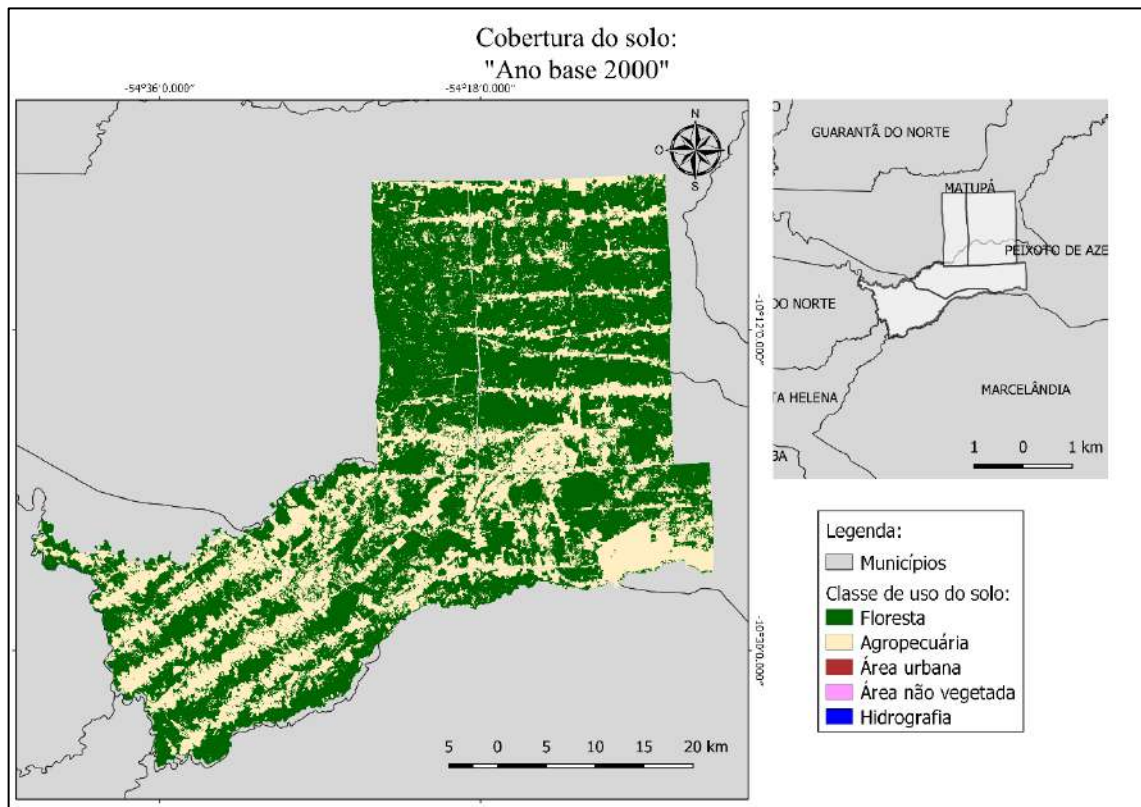 Cobertura do solo:
"Ano base 2000"
-54°36'0.000"
-54°18'0.000"
N
O
L
S
-10°12'0.000"
-10°30'0.000"
5 0 5 10 15 20 km
O
GUARANTÃ DO NORTE
MATUPÁ
PEIXOTO DE AZE
DO NORTE
TA HELENA
MARCELÂNDIA
BA
1 0 1 km
Legenda:
Municípios
Classe de uso do solo:
Floresta
Agropecuária
Área urbana
Área não vegetada
Hidrografia